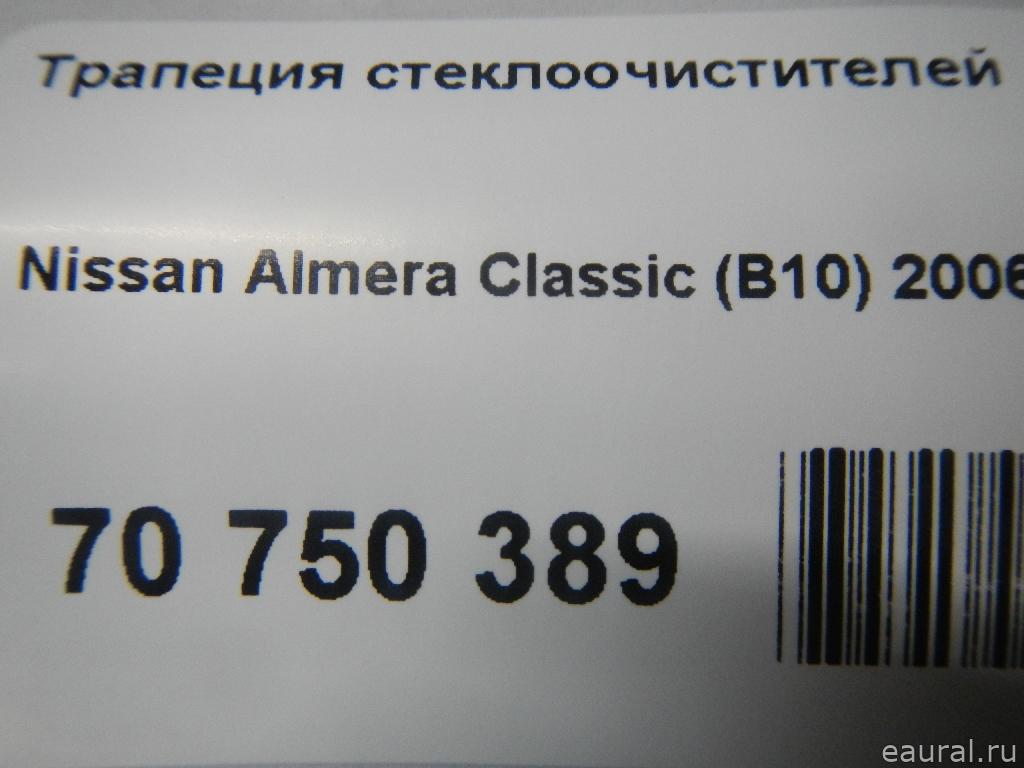 Трапеция стеклоочистителей
Nissan Almera Classic (B10) 2006
70 750 389
eaural.ru